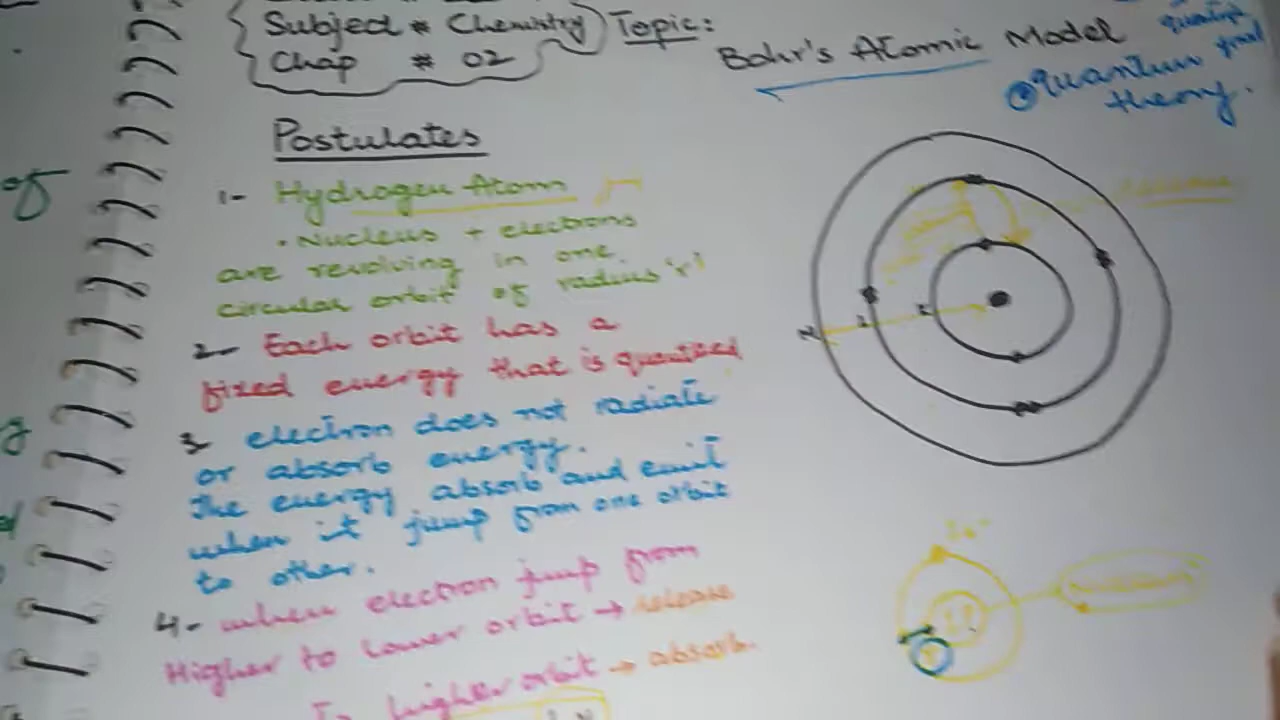 Subject # Chemistry
Chap # 02
Topic:
Bohr's Atomic Model
quantum
theory.
Postulates
1- Hydrogen Atom
• Nucleus + electrons
are revolving in one
circular orbit of radius 'r'
2- Each orbit has a
fixed energy that is quantized
3 electron does not radiate
or absorb energy.
The energy absorb and emit
when it jump from one orbit
to other.
4- when electron jump from
Higher to Lower orbit → release
To higher orbit → absorb.
of